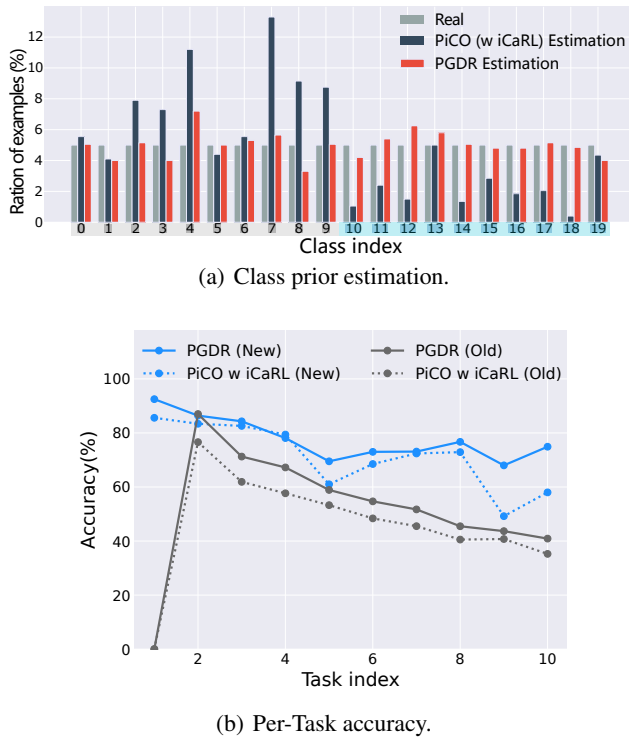 Real
PiCO (w iCaRL) Estimation
PGDR Estimation
Ration of examples (%)
12
10
8
6
4
2
0
0 1 2 3 4 5 6 7 8 9 10 11 12 13 14 15 16 17 18 19
Class index
(a) Class prior estimation.
PGDR (New) PGDR (Old)
PiCO w iCaRL (New) PiCO w iCaRL (Old)
Accuracy(%)
100
80
60
40
20
0
2 4 6 8 10
Task index
(b) Per-Task accuracy.